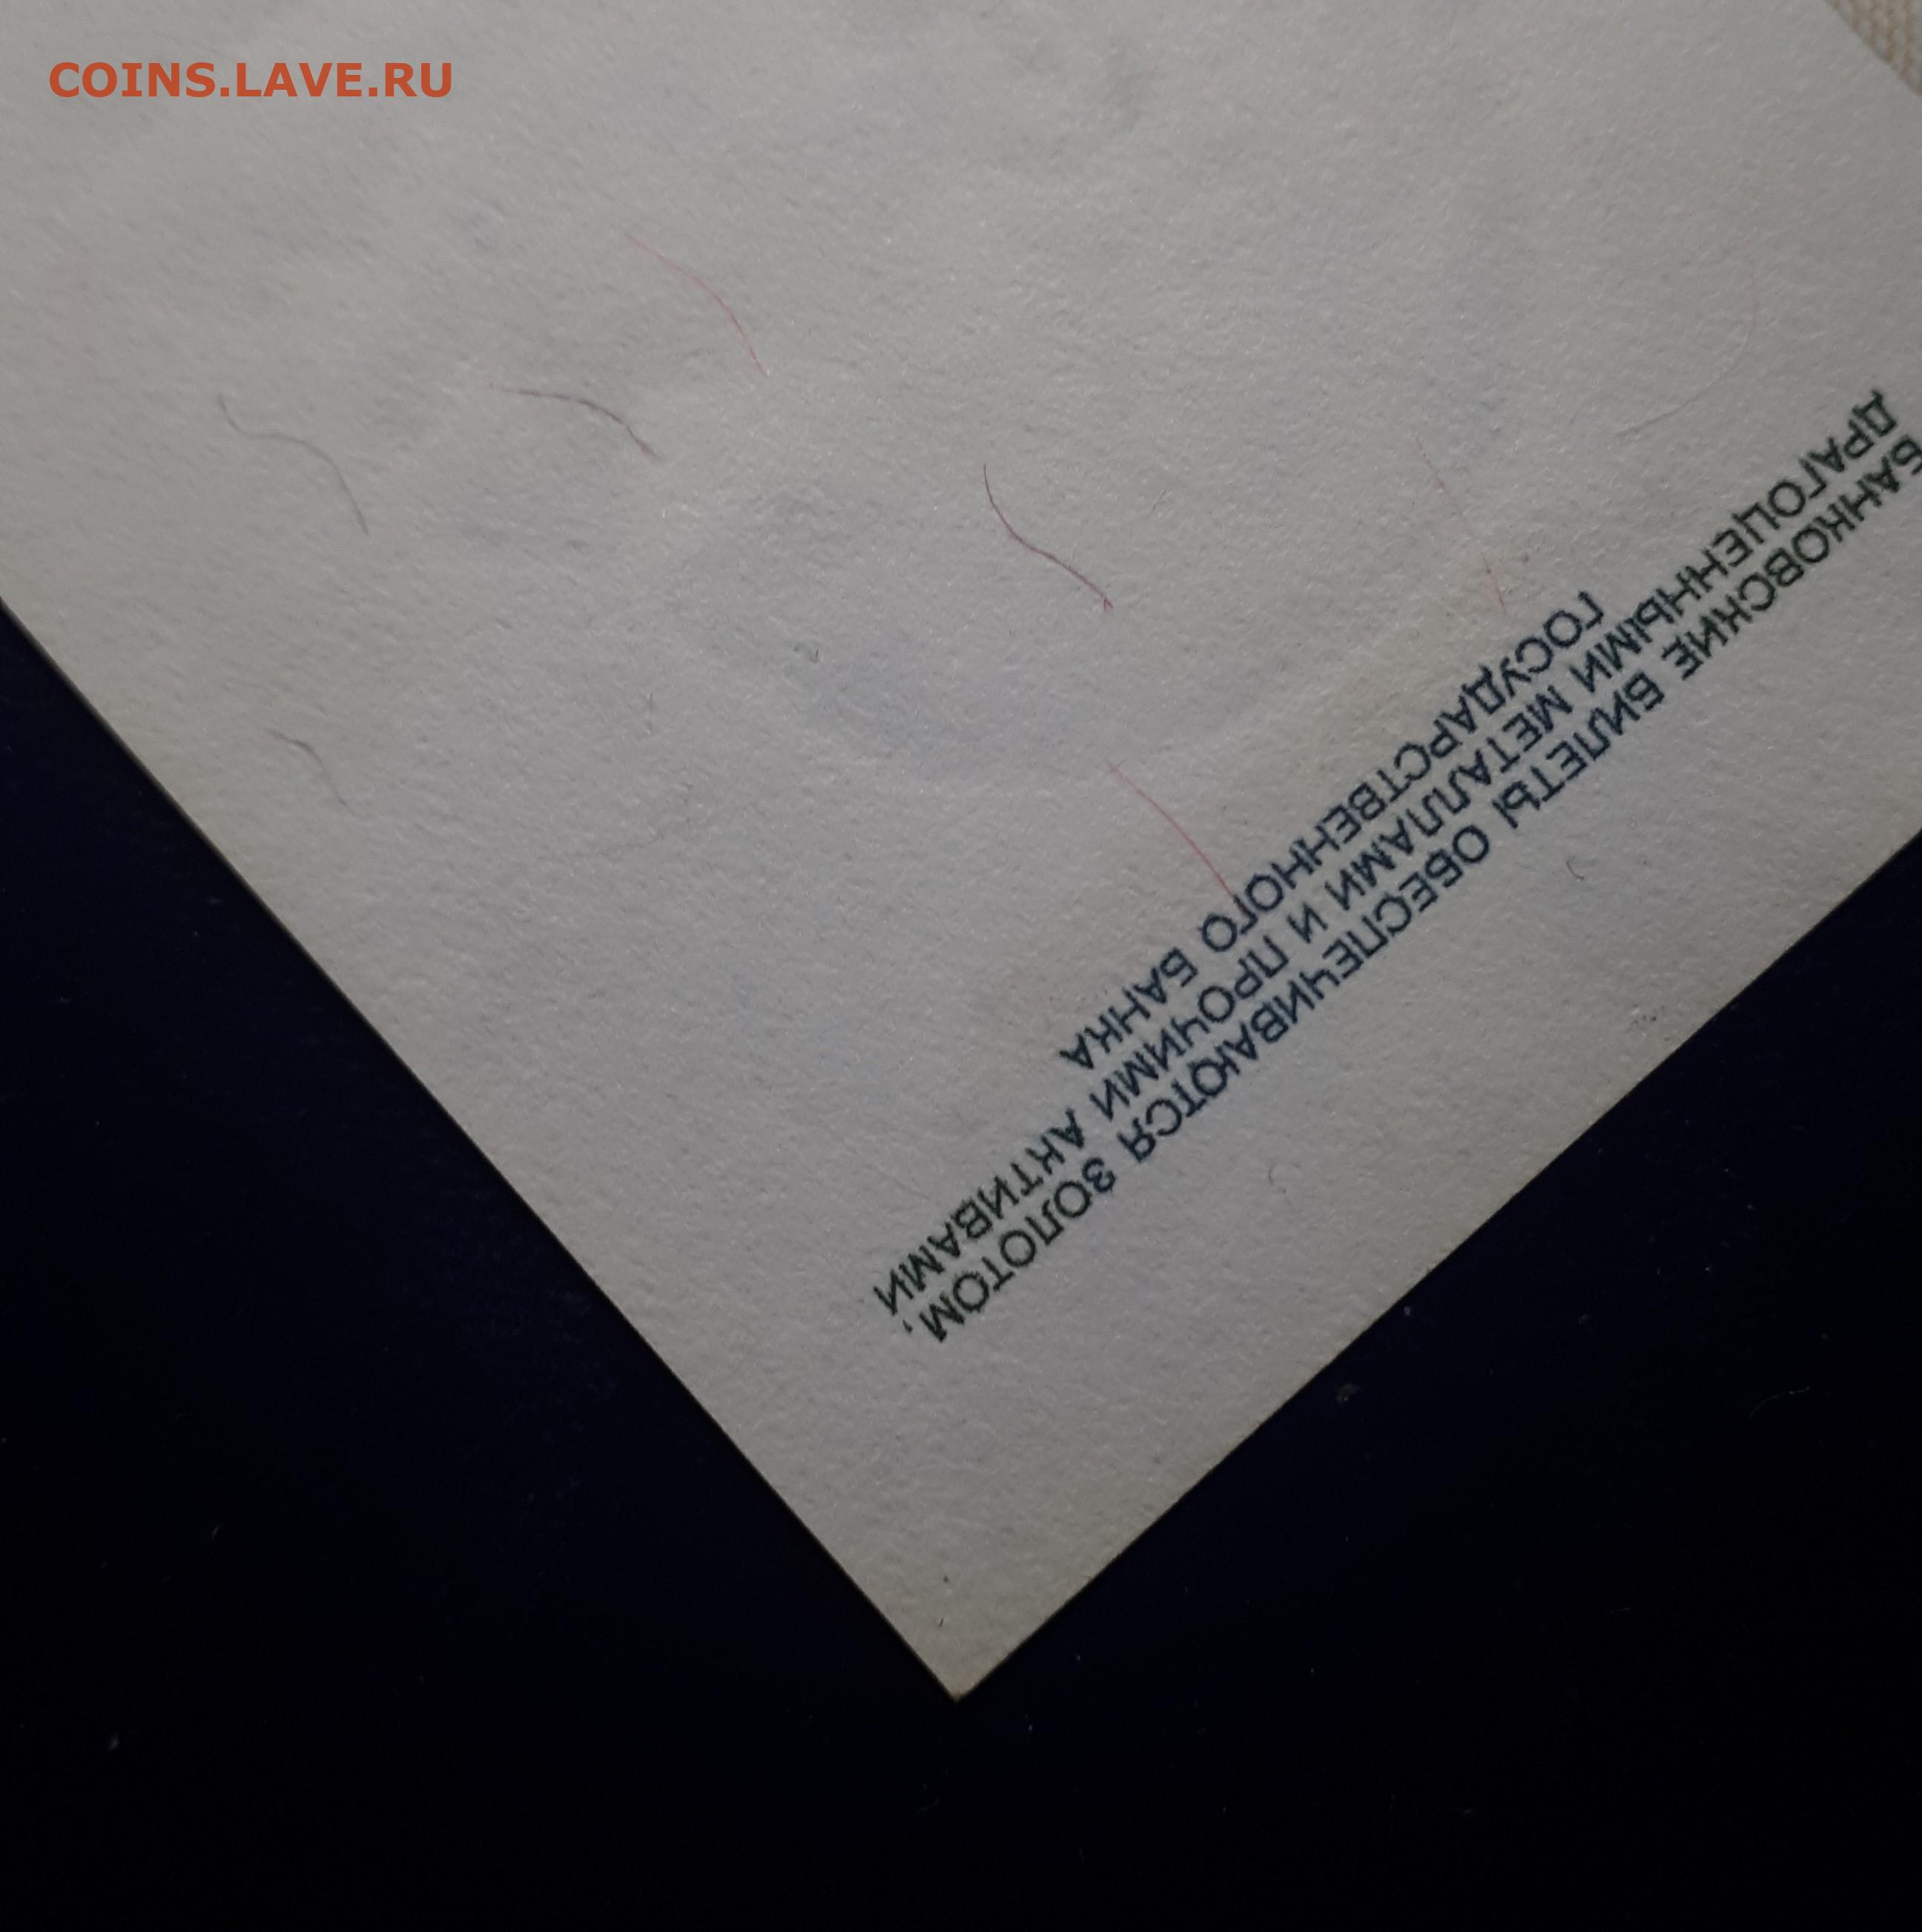 COINS.LAVE.RU
БАНКОВСКИЕ БИЛЕТЫ ОБЕСПЕЧИВАЮТСЯ ЗОЛОТОМ,
ДРАГОЦЕННЫМИ МЕТАЛЛАМИ И ПРОЧИМИ АКТИВАМИ
ГОСУДАРСТВЕННОГО БАНКА